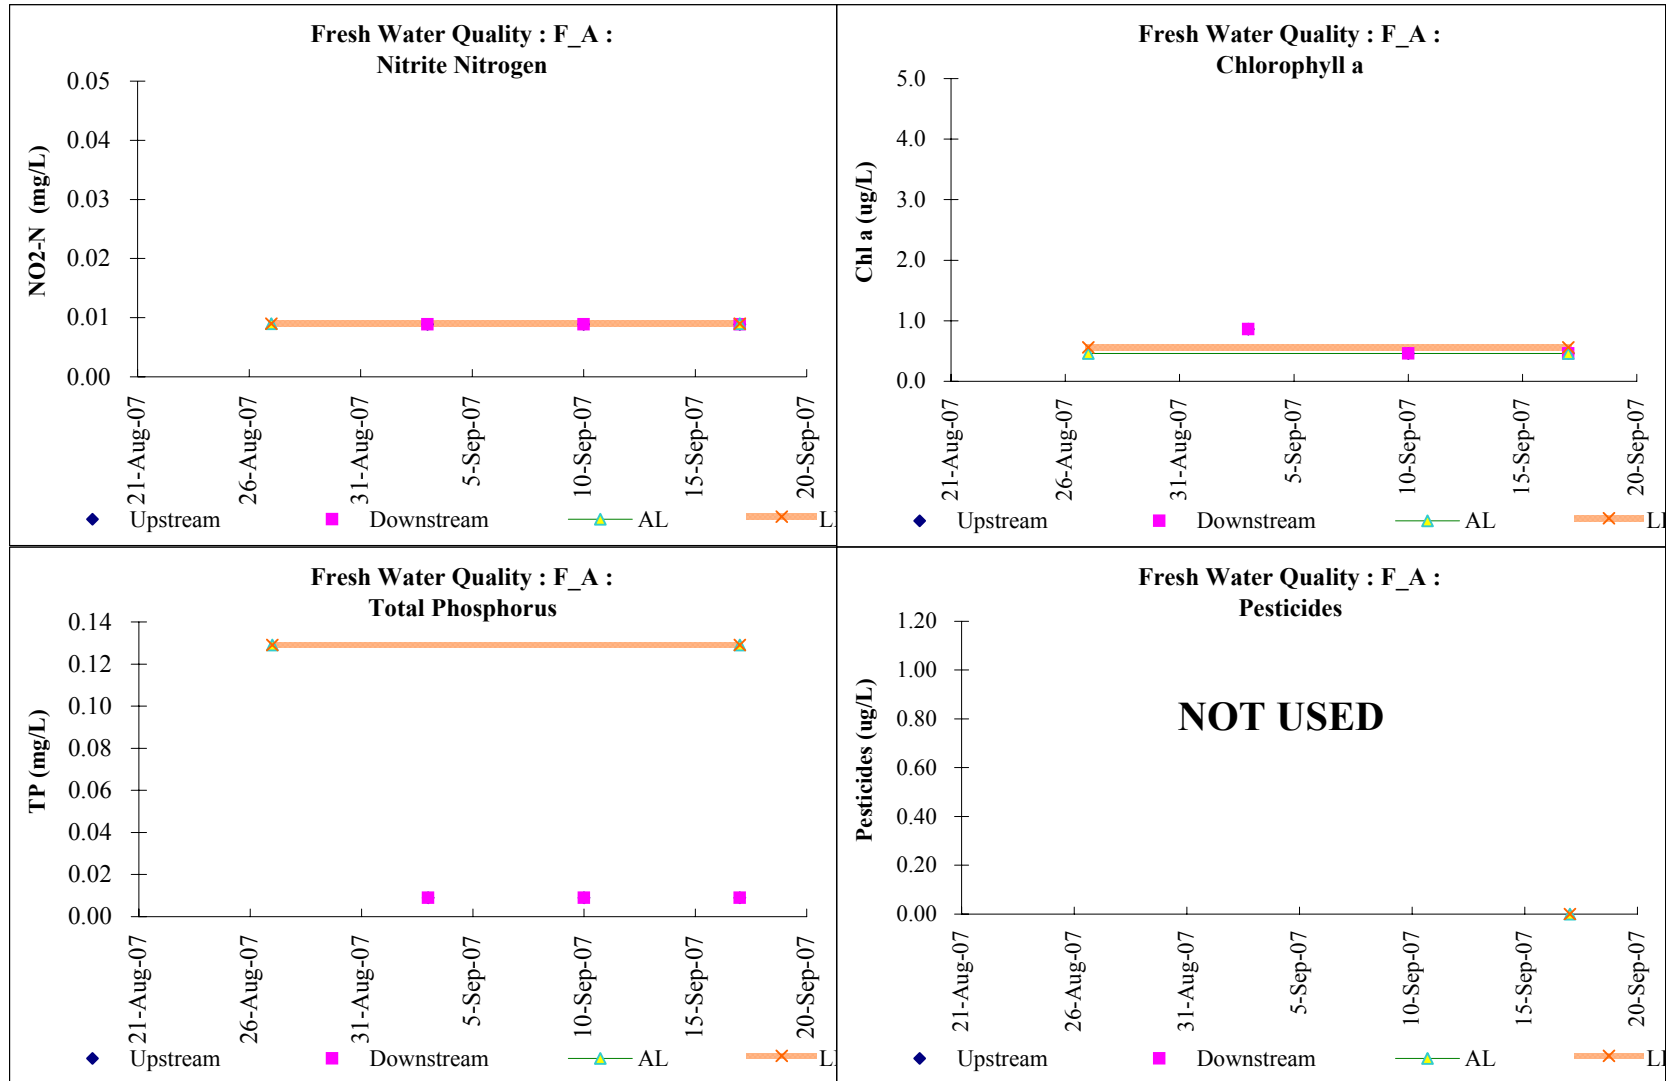 Fresh Water Quality : F_A :
Nitrite Nitrogen
NO2-N (mg/L)
0.05
0.04
0.03
0.02
0.01
0.00
21-Aug-07
26-Aug-07
31-Aug-07
5-Sep-07
10-Sep-07
15-Sep-07
20-Sep-07
Upstream Downstream AL
Fresh Water Quality : F_A :
Chlorophyll a
Chl a (ug/L)
5.0
4.0
3.0
2.0
1.0
0.0
21-Aug-07
26-Aug-07
31-Aug-07
5-Sep-07
10-Sep-07
15-Sep-07
20-Sep-07
Upstream Downstream AL
Fresh Water Quality : F_A :
Total Phosphorus
TP (mg/L)
0.14
0.12
0.10
0.08
0.06
0.04
0.02
0.00
21-Aug-07
26-Aug-07
31-Aug-07
5-Sep-07
10-Sep-07
15-Sep-07
20-Sep-07
Upstream Downstream AL
Fresh Water Quality : F_A :
Pesticides
Pesticides (ug/L)
1.20
1.00
0.80
0.60
0.40
0.20
0.00
NOT USED
21-Aug-07
26-Aug-07
31-Aug-07
5-Sep-07
10-Sep-07
15-Sep-07
20-Sep-07
Upstream Downstream AL